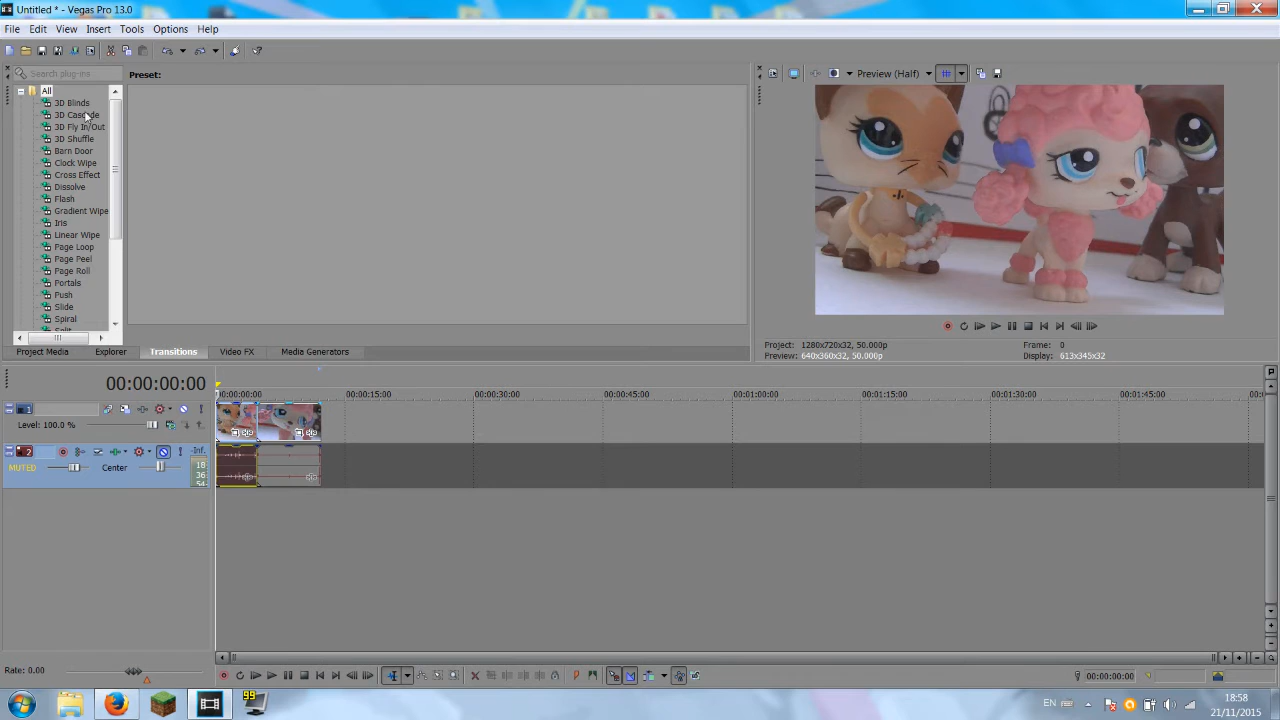 Untitled * - Vegas Pro 13.0
File Edit View Insert Tools Options Help
Search plug-ins
Preset:
Preview (Half)
All
3D Blinds
3D Cascade
3D Fly In/Out
3D Shuffle
Barn Door
Clock Wipe
Cross Effect
Dissolve
Flash
Gradient Wipe
Iris
Linear Wipe
Page Loop
Page Peel
Page Roll
Portals
Push
Slide
Spiral
Split
Project: 1280x720x32, 50.000p
Frame: 0
Preview: 640x360x32, 50.000p
Display: 613x345x32
Project Media Explorer Transitions Video FX Media Generators
00:00:00:00
00:00:00:00 00:00:15:00 00:00:30:00 00:00:45:00 00:01:00:00 00:01:15:00 00:01:30:00 00:01:45:00
1
Level: 100.0 %
2
-Inf.
MUTED Center
18
36
54
Rate: 0.00
00:00:00:00
99
EN
18:58
21/11/2015